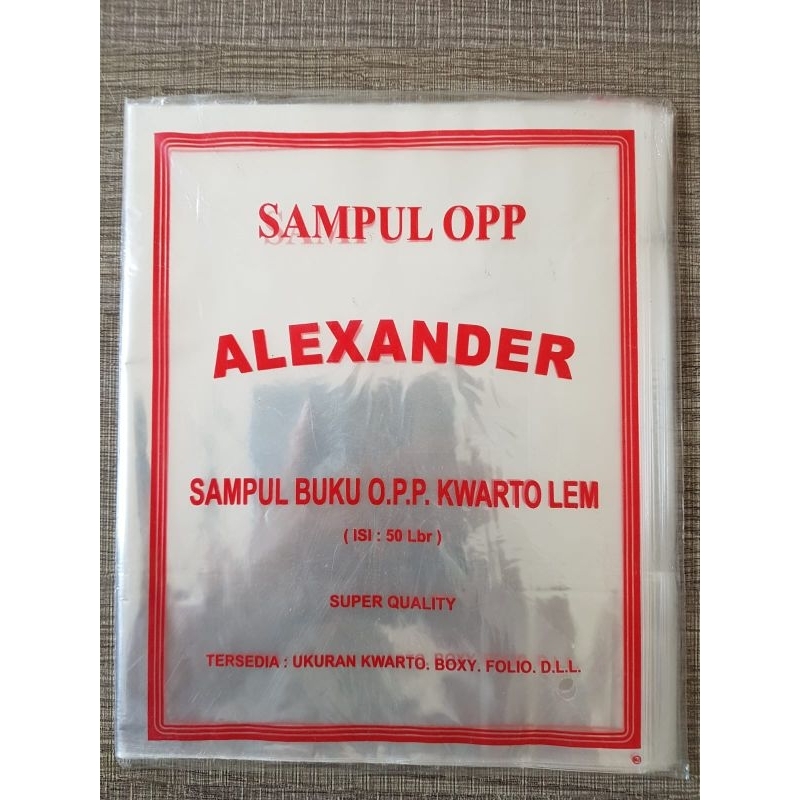 SAMPUL OPP
ALEXANDER
SAMPUL BUKU O.P.P. KWARTO LEM
( ISI : 50 Lbr )
SUPER QUALITY
TERSEDIA : UKURAN KWARTO. BOXY. FOLIO. D.L.L.